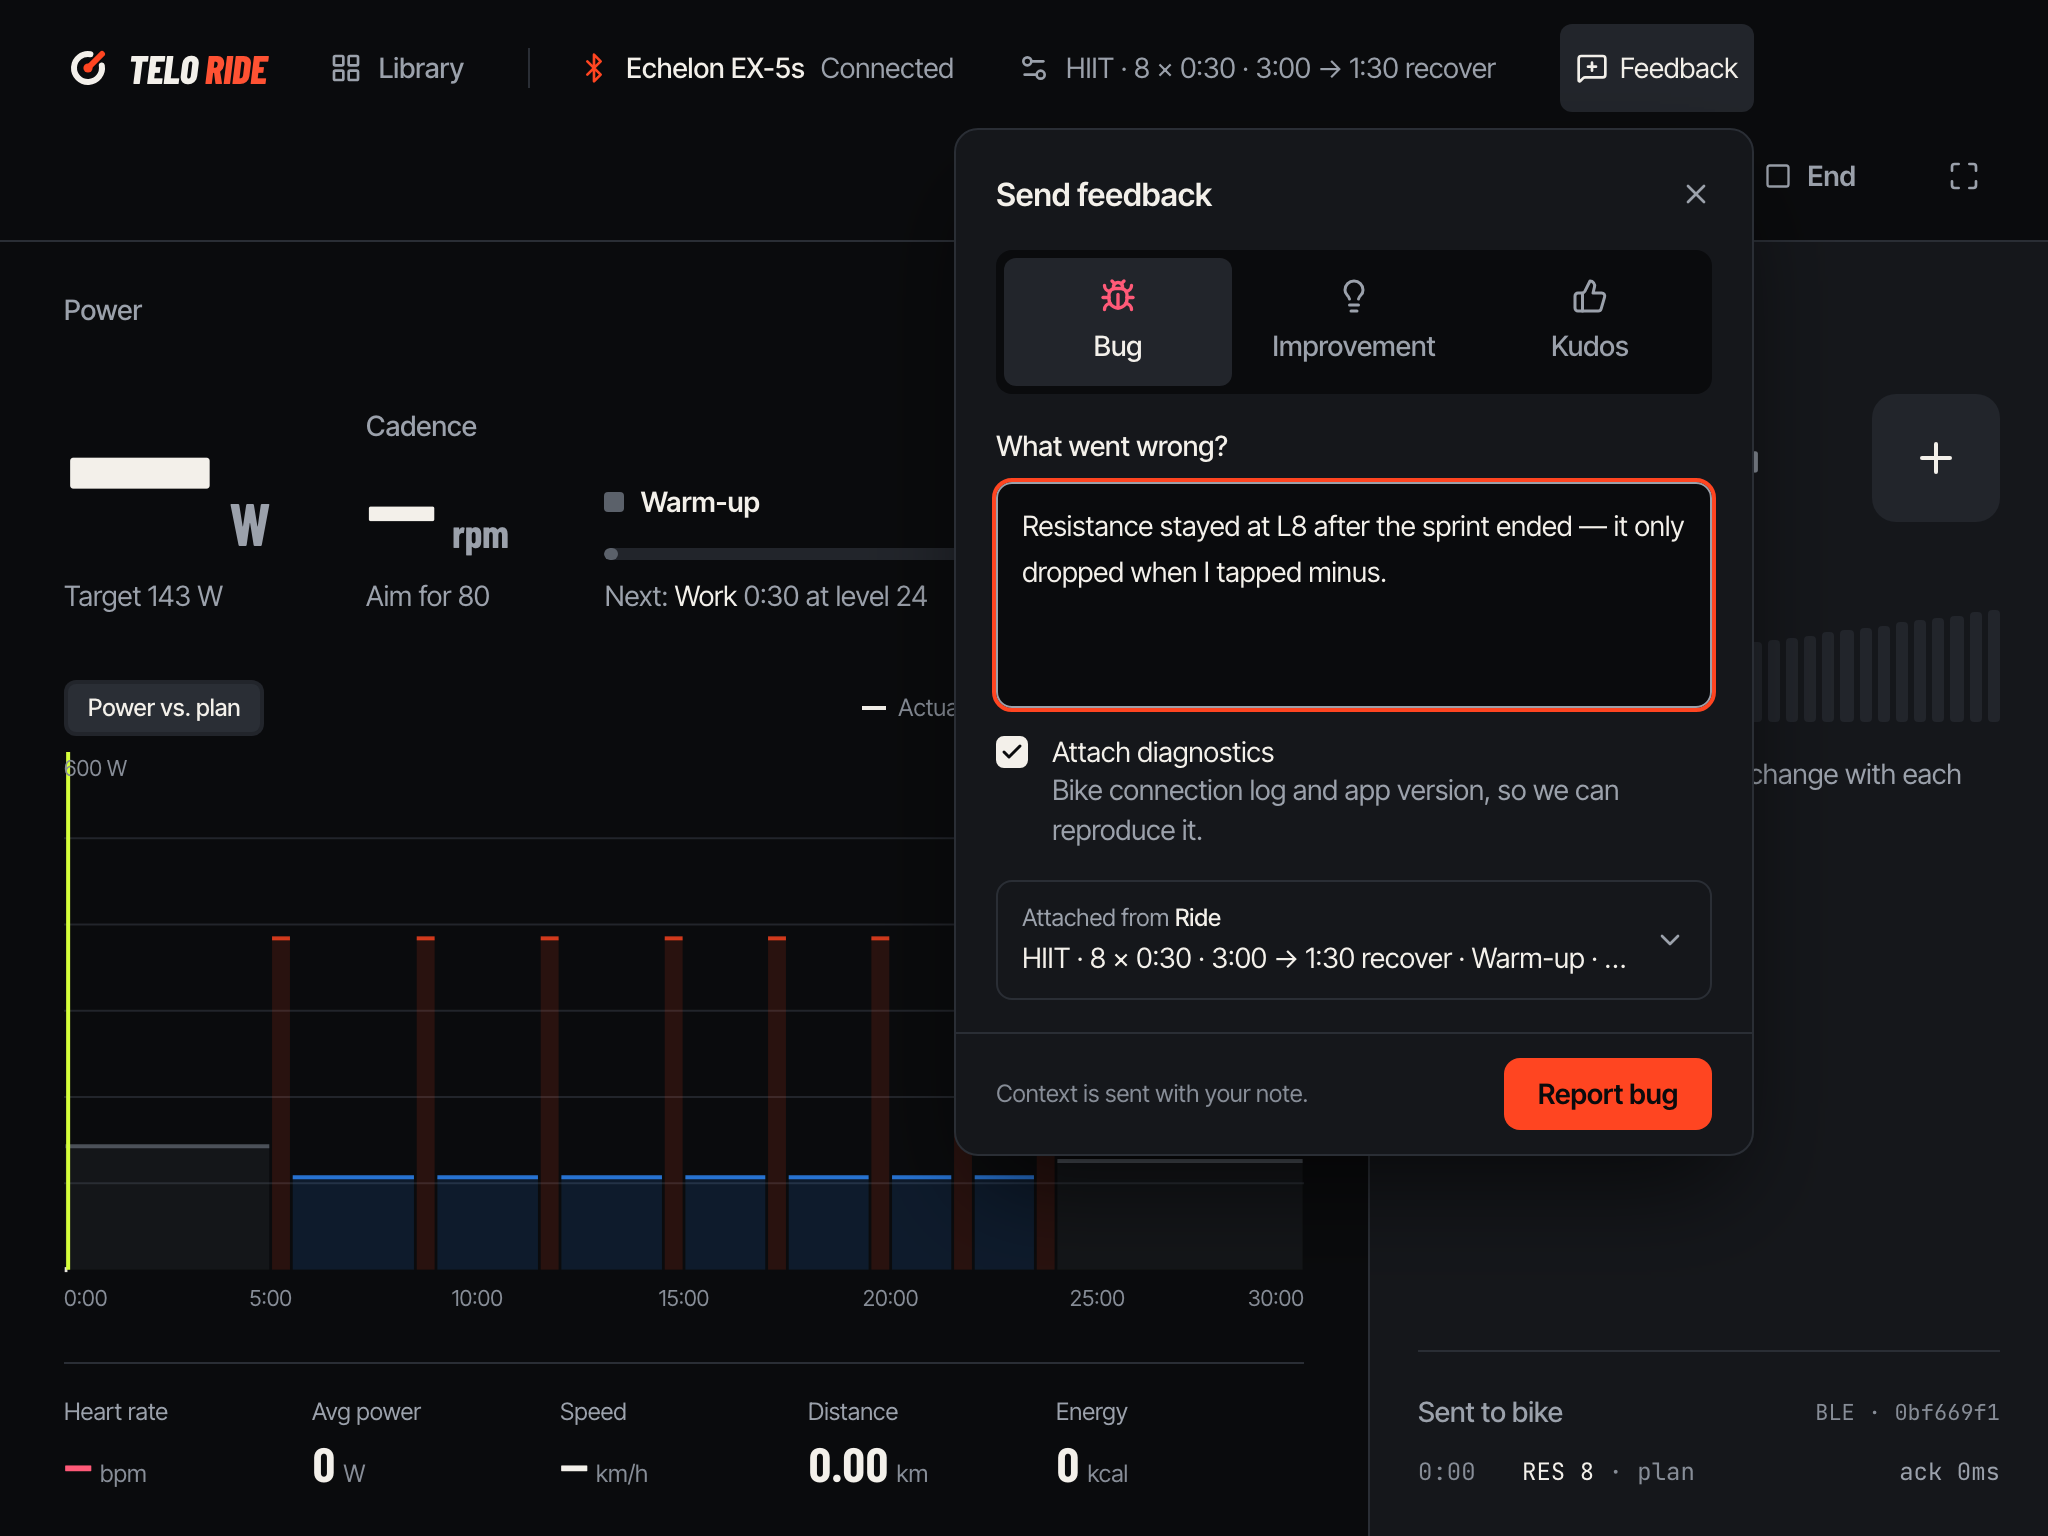 TELO RIDE
Library
Echelon EX-5s Connected
HIIT · 8 × 0:30 · 3:00 → 1:30 recover
Feedback
End
Send feedback
Bug
Improvement
Kudos
What went wrong?
Resistance stayed at L8 after the sprint ended — it only
dropped when I tapped minus.
Attach diagnostics
Bike connection log and app version, so we can
reproduce it.
Attached from Ride
HIIT · 8 × 0:30 · 3:00 → 1:30 recover · Warm-up · ...
Context is sent with your note.
Report bug
Power
W
Target 143 W
Cadence
rpm
Aim for 80
Warm-up
Next: Work 0:30 at level 24
change with each
Power vs. plan
600 W
0:00
5:00
10:00
15:00
20:00
25:00
30:00
Heart rate
bpm
Avg power
0 W
Speed
km/h
Distance
0.00 km
Energy
0 kcal
Sent to bike
BLE · 0bf669f1
0:00 RES 8 · plan
ack 0ms